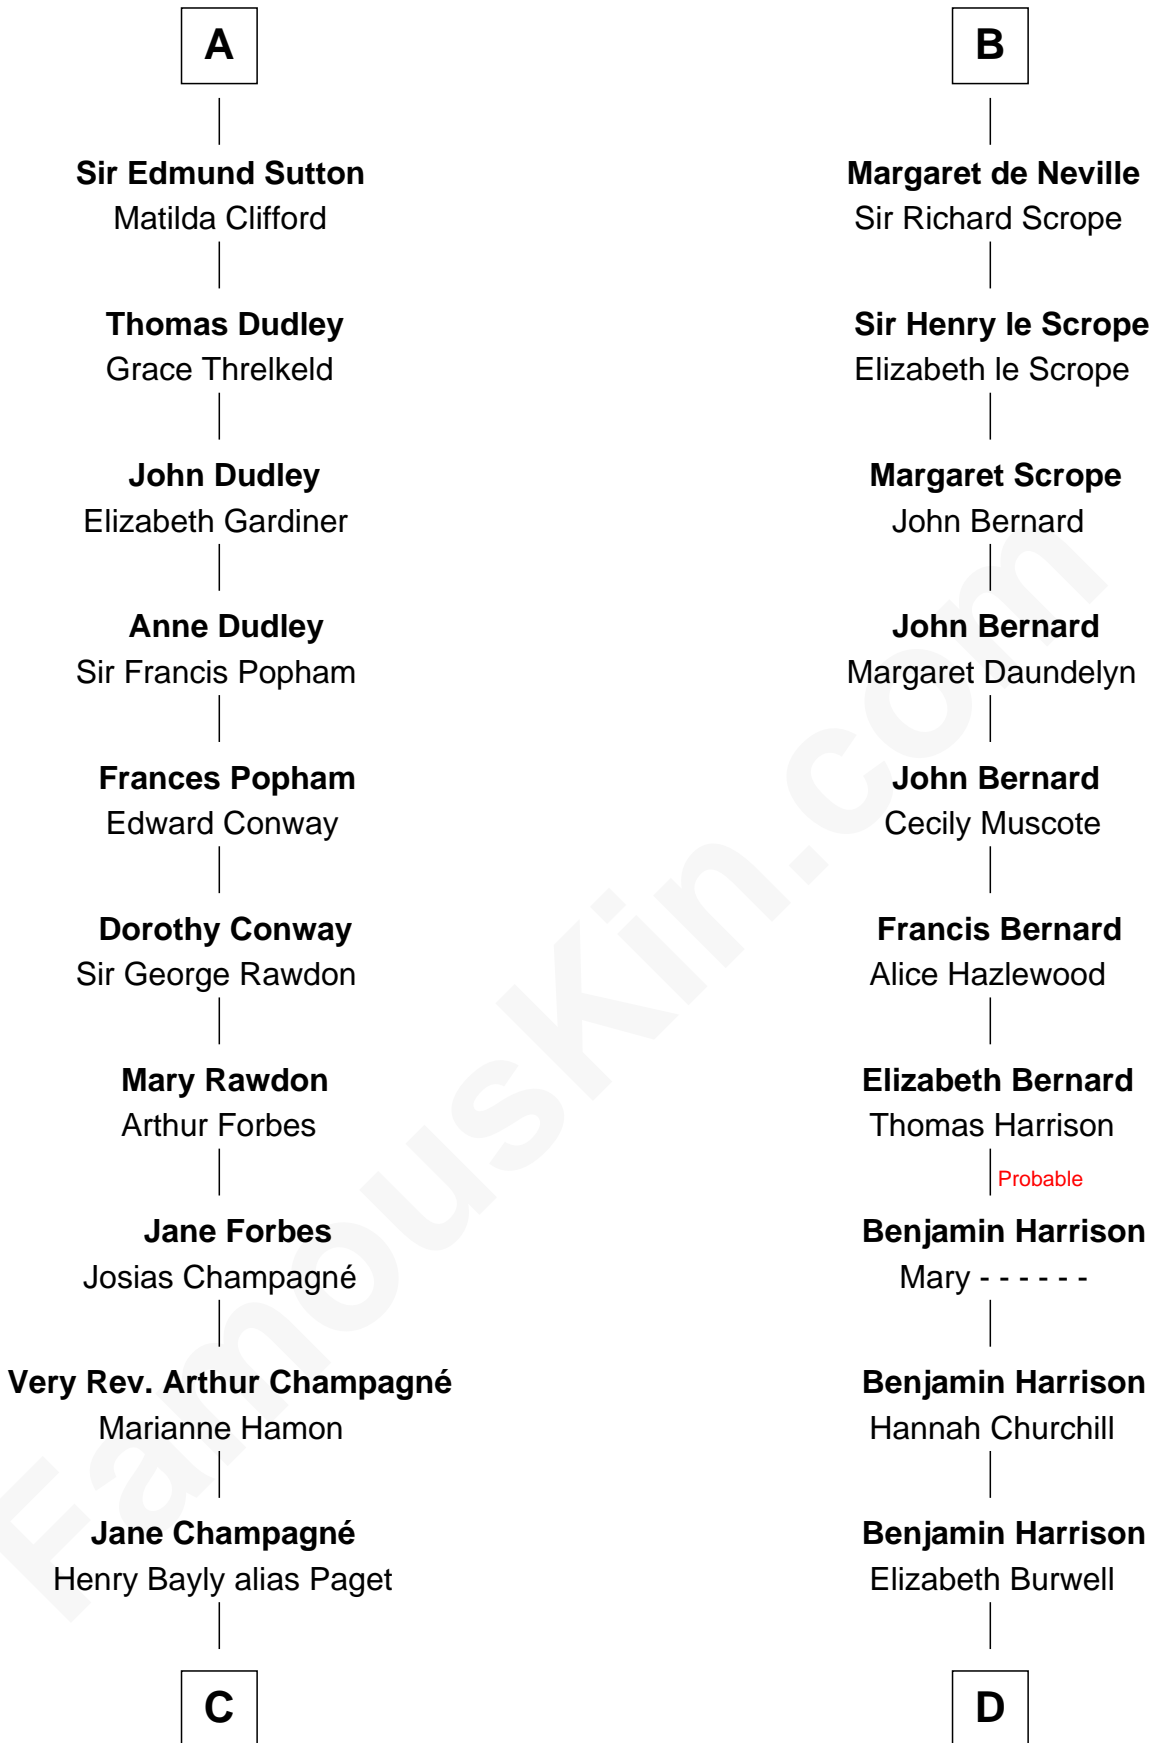 A
Sir Edmund Sutton
Matilda Clifford
Thomas Dudley
Grace Threlkeld
John Dudley
Elizabeth Gardiner
Anne Dudley
Sir Francis Popham
Frances Popham
Edward Conway
Dorothy Conway
Sir George Rawdon
Mary Rawdon
Arthur Forbes
Jane Forbes
Josias Champagné
Very Rev. Arthur Champagné
Marianne Hamon
Jane Champagné
Henry Bayly alias Paget
C
B
Margaret de Neville
Sir Richard Scrope
Sir Henry le Scrope
Elizabeth le Scrope
Margaret Scrope
John Bernard
John Bernard
Margaret Daundelyn
John Bernard
Cecily Muscote
Francis Bernard
Alice Hazlewood
Elizabeth Bernard
Thomas Harrison
Probable
Benjamin Harrison
Mary - - - - - -
Benjamin Harrison
Hannah Churchill
Benjamin Harrison
Elizabeth Burwell
D
FamousKin.com